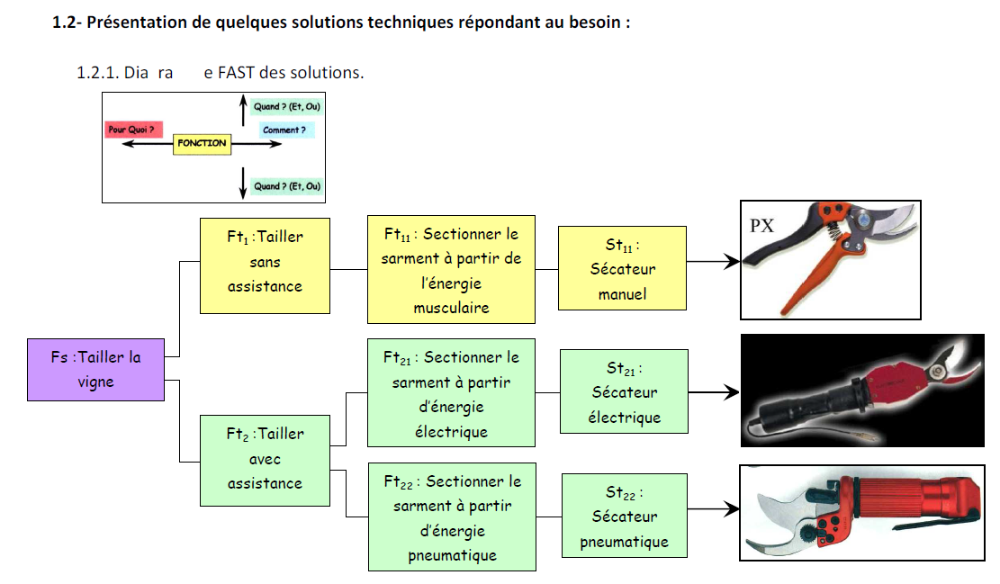 1.2- Présentation de quelques solutions techniques répondant au besoin :
1.2.1. Dia ra e FAST des solutions.
Quand ? (Et, Ou)
Pour Quoi ?
Comment ?
FONCTION
Quand ? (Et, Ou)
Ft1 :Tailler
sans
assistance
Ft11 : Sectionner le
sarment à partir de
l’énergie
musculaire
St11 :
Sécateur
manuel
PX
Fs :Tailler la
vigne
Ft21 : Sectionner le
sarment à partir
d’énergie
électrique
St21 :
Sécateur
électrique
Ft2 :Tailler
avec
assistance
Ft22 : Sectionner le
sarment à partir
d’énergie
pneumatique
St22 :
Sécateur
pneumatique